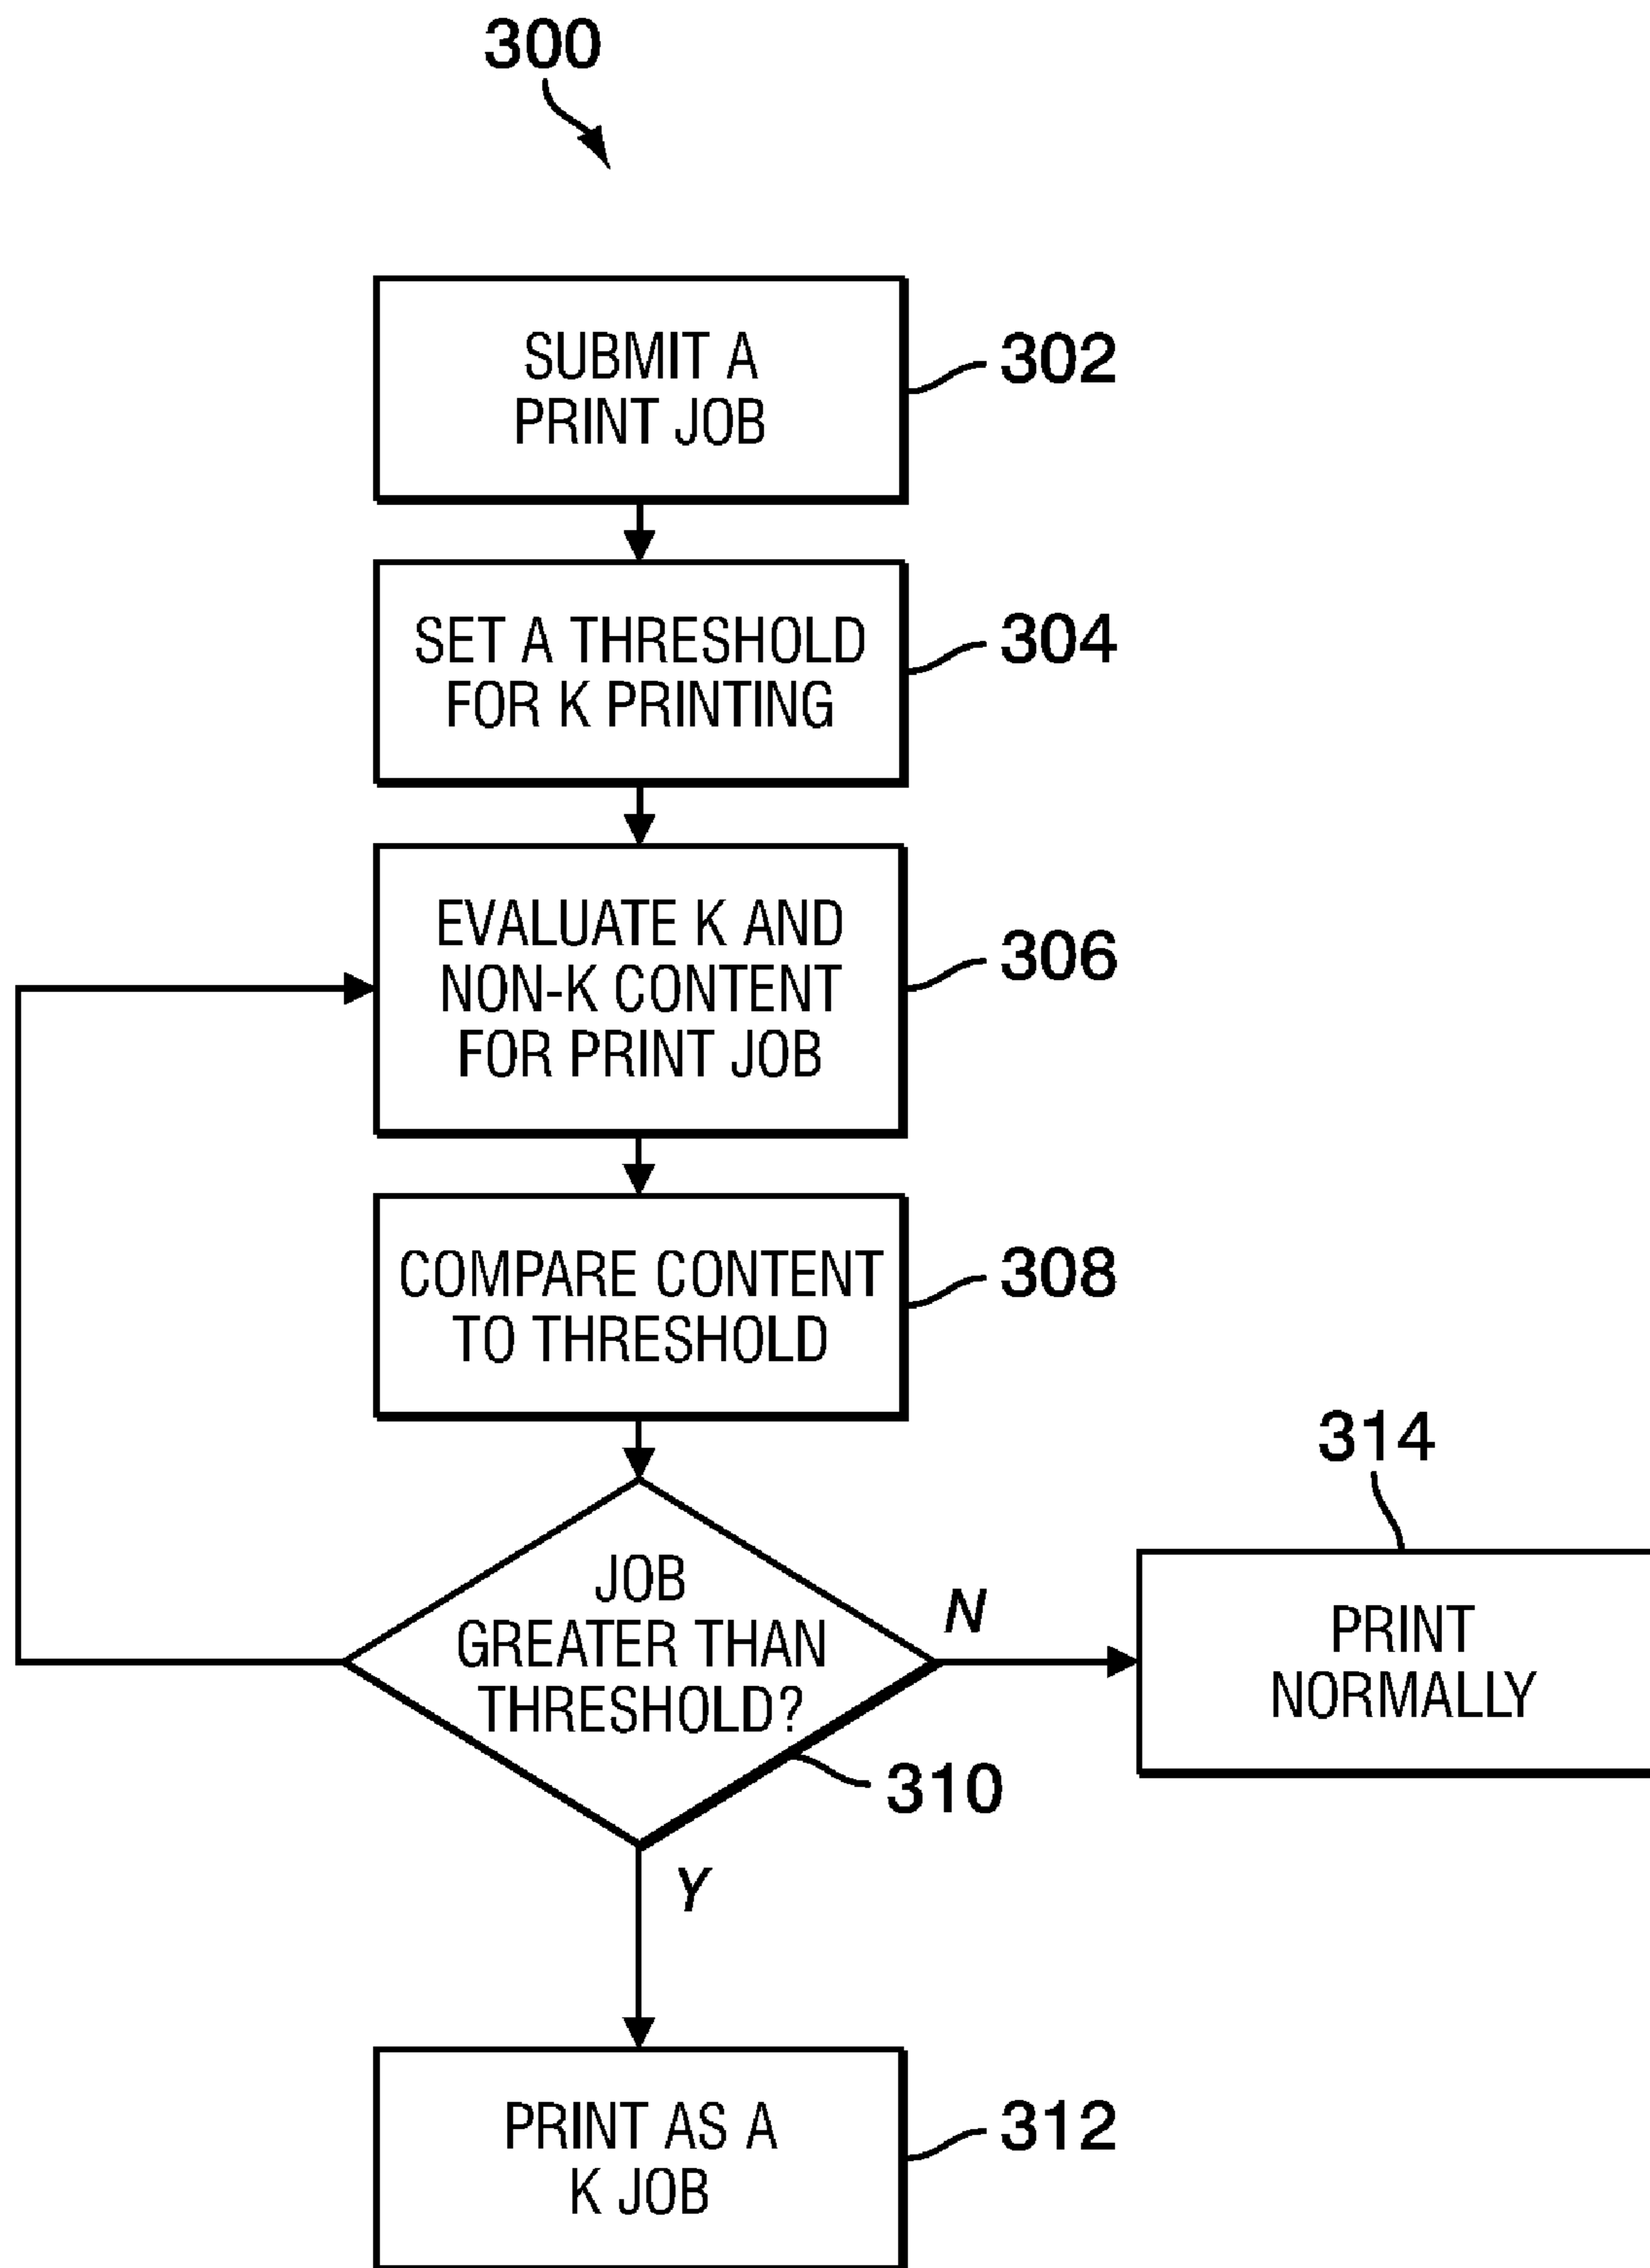 300
SUBMIT A
PRINT JOB
302
SET A THRESHOLD
FOR K PRINTING
304
EVALUATE K AND
NON-K CONTENT
FOR PRINT JOB
306
COMPARE CONTENT
TO THRESHOLD
308
JOB
GREATER THAN
THRESHOLD?
310
N
314
PRINT
NORMALLY
Y
PRINT AS A
K JOB
312